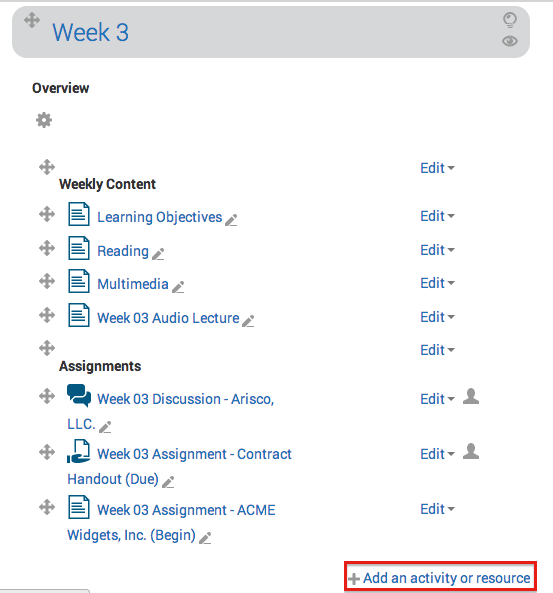 Week 3
Overview
Edit
Weekly Content
Learning Objectives Edit
Reading Edit
Multimedia Edit
Week 03 Audio Lecture Edit
Edit
Assignments
Week 03 Discussion - Arisco, Edit
LLC.
Week 03 Assignment - Contract Edit
Handout (Due)
Week 03 Assignment - ACME Edit
Widgets, Inc. (Begin)
Add an activity or resource